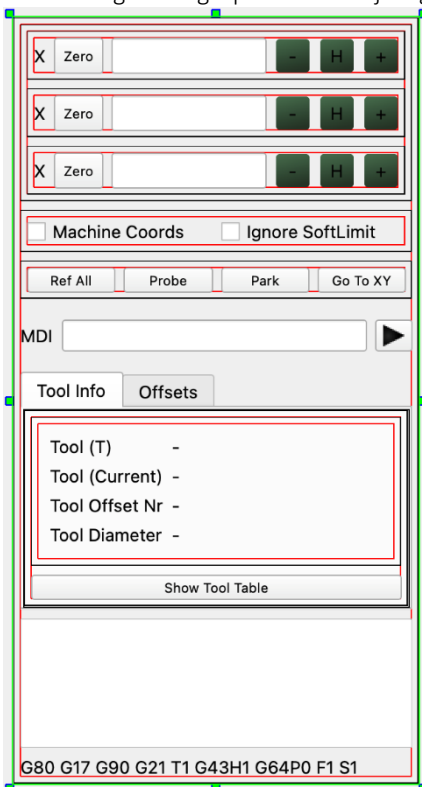 X Zero - H +
X Zero - H +
X Zero - H +
Machine Coords Ignore SoftLimit
Ref All Probe Park Go To XY
MDI
Tool Info Offsets
Tool (T) -
Tool (Current) -
Tool Offset Nr -
Tool Diameter -
Show Tool Table
G80 G17 G90 G21 T1 G43H1 G64P0 F1 S1